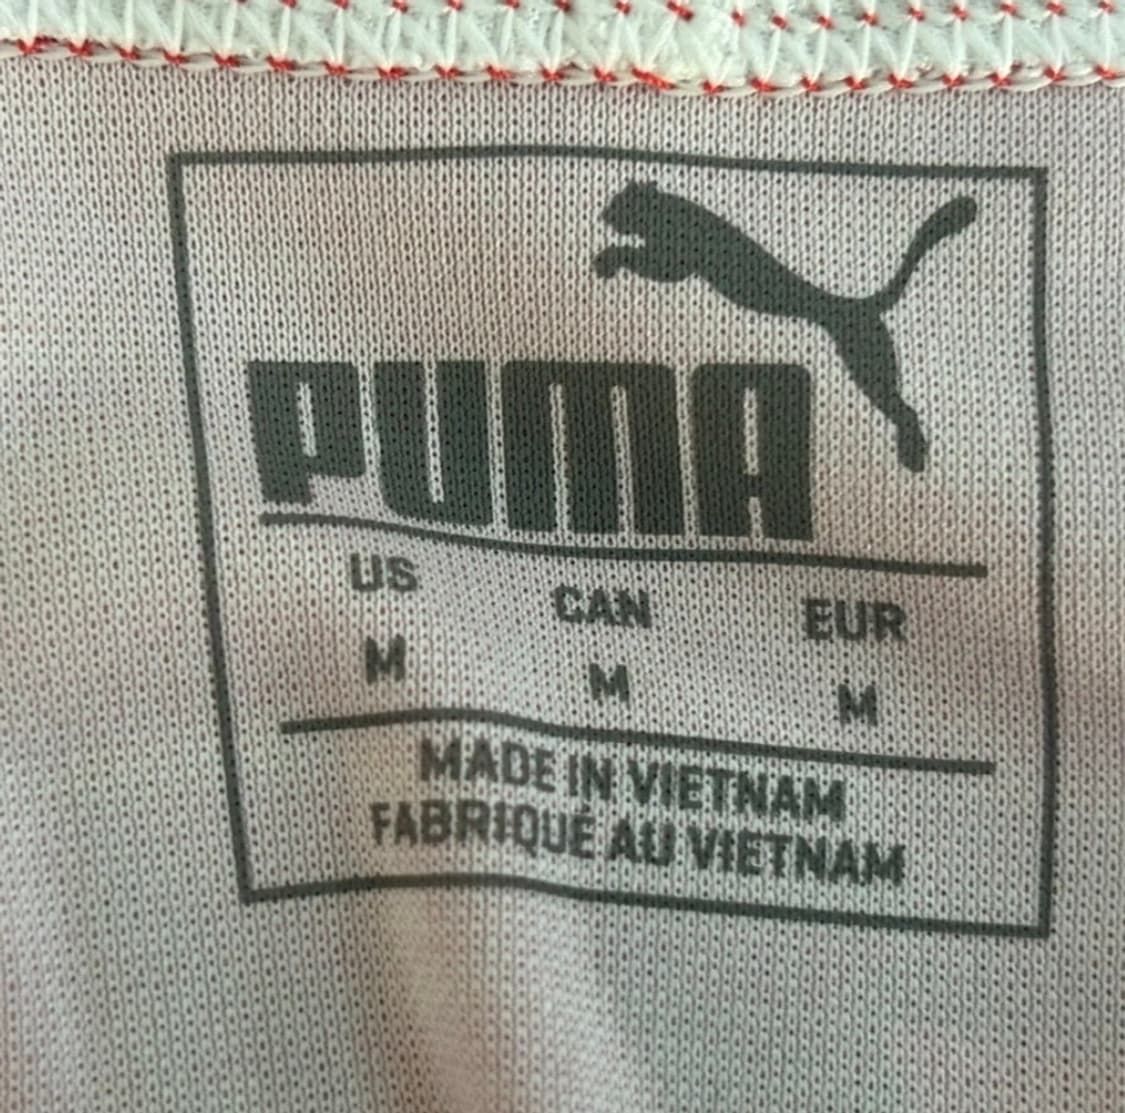 PUMA
US CAN EUR
M M M
MADE IN VIETNAM
FABRIQUÉ AU VIETNAM